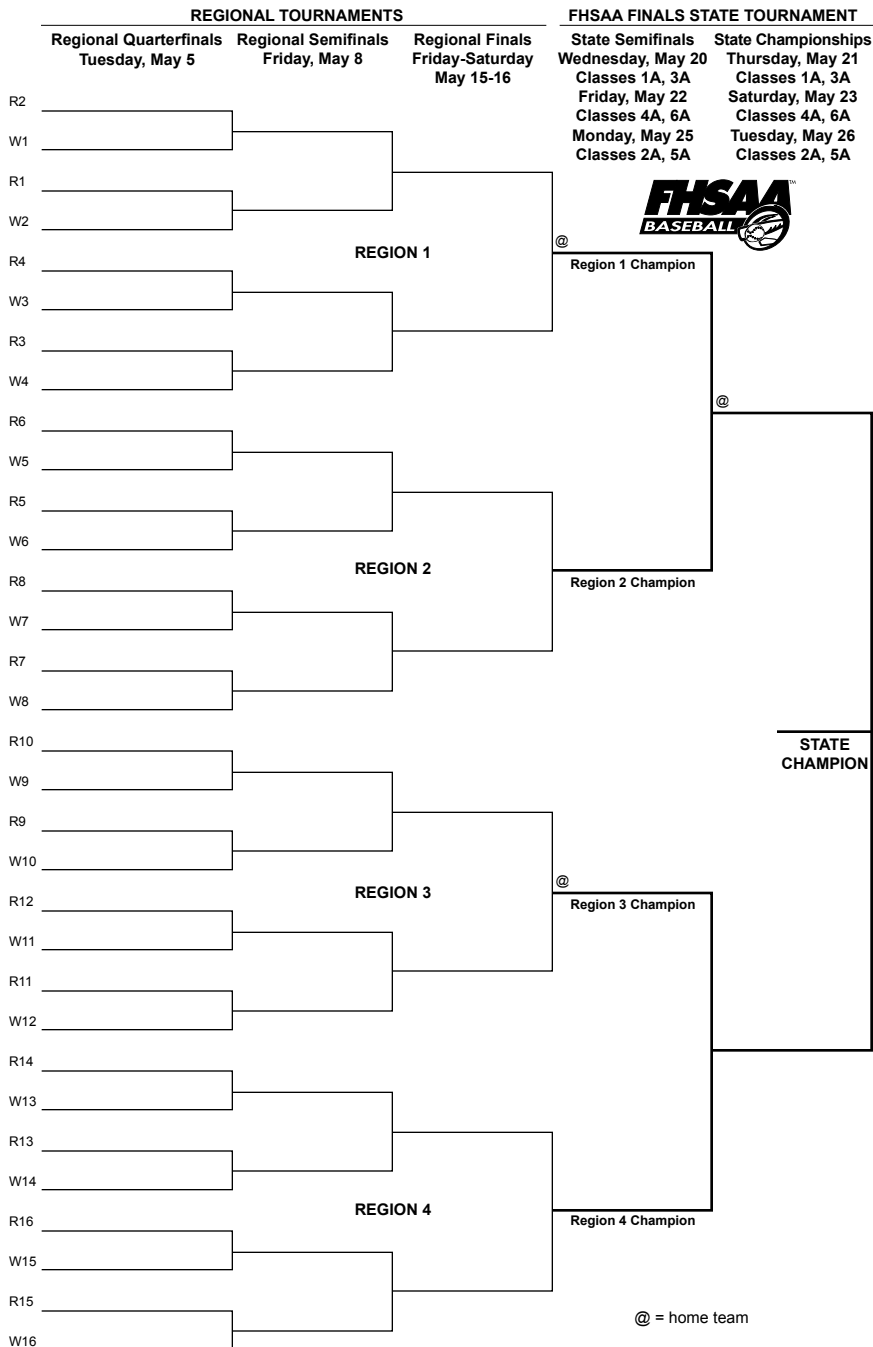 REGIONAL TOURNAMENTS
FHSAA FINALS STATE TOURNAMENT
Regional Quarterfinals
Tuesday, May 5
Regional Semifinals
Friday, May 8
Regional Finals
Friday-Saturday
May 15-16
State Semifinals
Wednesday, May 20
Classes 1A, 3A
Friday, May 22
Classes 4A, 6A
Monday, May 25
Classes 2A, 5A
State Championships
Thursday, May 21
Classes 1A, 3A
Saturday, May 23
Classes 4A, 6A
Tuesday, May 26
Classes 2A, 5A
FHSAA™
BASEBALL
R2
W1
R1
W2
@
REGION 1
R4
Region 1 Champion
W3
R3
W4
@
R6
W5
R5
W6
REGION 2
R8
Region 2 Champion
W7
R7
W8
R10
STATE
CHAMPION
W9
R9
W10
@
REGION 3
R12
Region 3 Champion
W11
R11
W12
R14
W13
R13
W14
REGION 4
R16
Region 4 Champion
W15
R15
@ = home team
W16